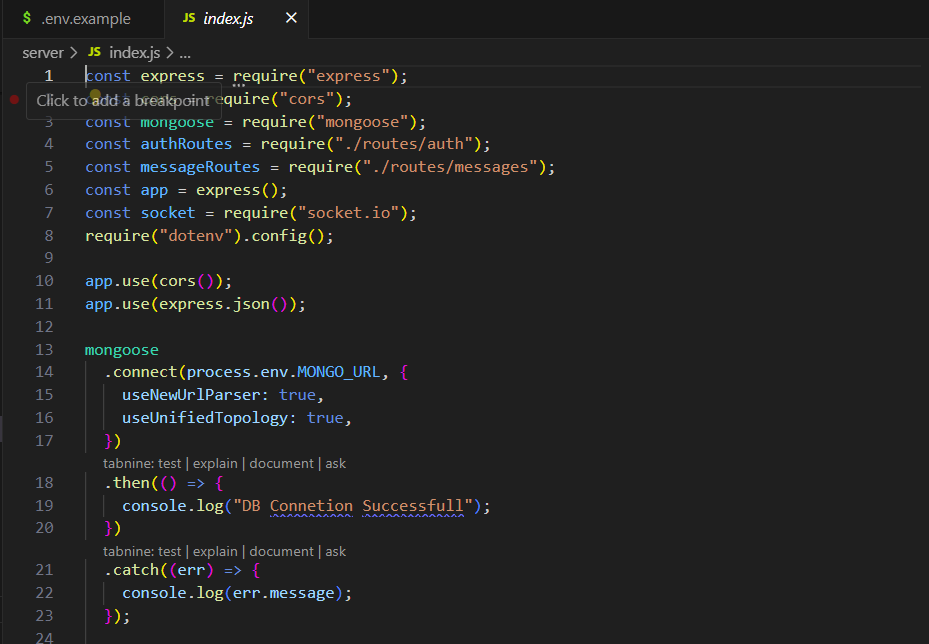 $ .env.example JS index.js ×
server > JS index.js > ...
1 const express = require("express");
Click to add a breakpoint
const cors = require("cors");
3 const mongoose = require("mongoose");
4 const authRoutes = require("./routes/auth");
5 const messageRoutes = require("./routes/messages");
6 const app = express();
7 const socket = require("socket.io");
8 require("dotenv").config();
9
10 app.use(cors());
11 app.use(express.json());
12
13 mongoose
14 .connect(process.env.MONGO_URL, {
15 useNewUrlParser: true,
16 useUnifiedTopology: true,
17 })
tabnine: test | explain | document | ask
18 .then(() => {
19 console.log("DB Connetion Successfull");
20 })
tabnine: test | explain | document | ask
21 .catch((err) => {
22 console.log(err.message);
23 });
24